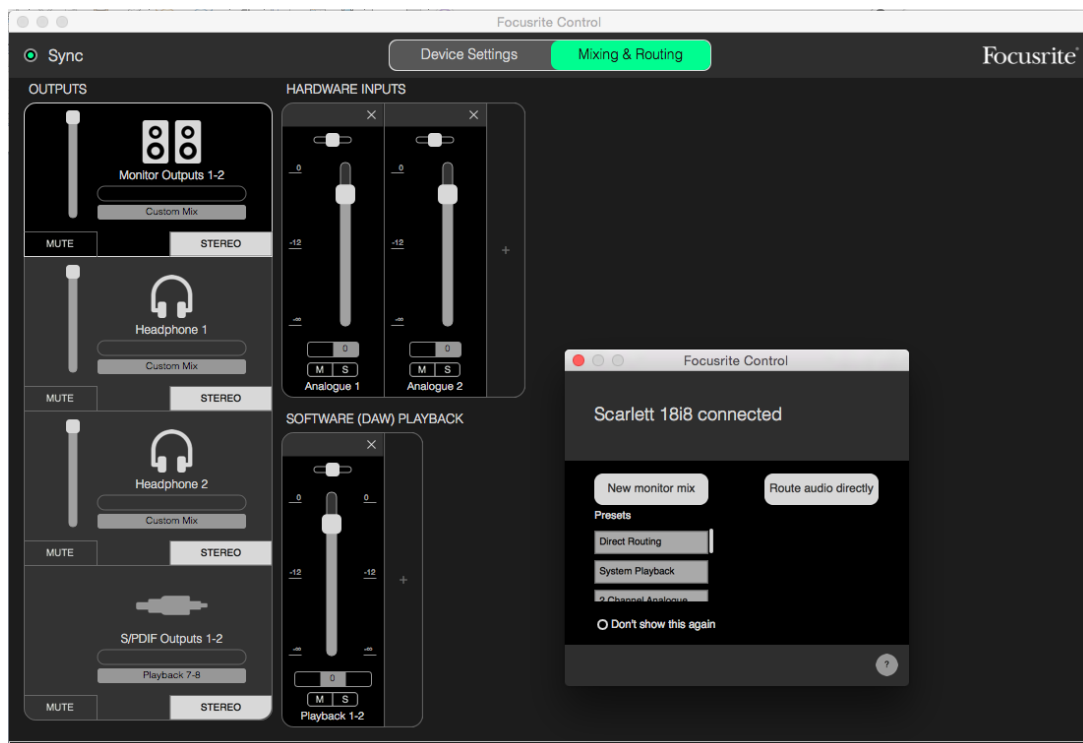 Focusrite Control
Sync
Device Settings
Mixing & Routing
Focusrite
OUTPUTS
Monitor Outputs 1-2
Custom Mix
MUTE
STEREO
Headphone 1
Custom Mix
MUTE
STEREO
Headphone 2
Custom Mix
MUTE
STEREO
S/PDIF Outputs 1-2
Playback 7-8
MUTE
STEREO
HARDWARE INPUTS
0
-12
-∞
0
M S
Analogue 1
0
-12
-∞
0
M S
Analogue 2
+
SOFTWARE (DAW) PLAYBACK
0 0
-12 -12
-∞ -∞
0
M S
Playback 1-2
+
Focusrite Control
Scarlett 18i8 connected
New monitor mix
Route audio directly
Presets
Direct Routing
System Playback
2 Channel Analogue
Don't show this again
?